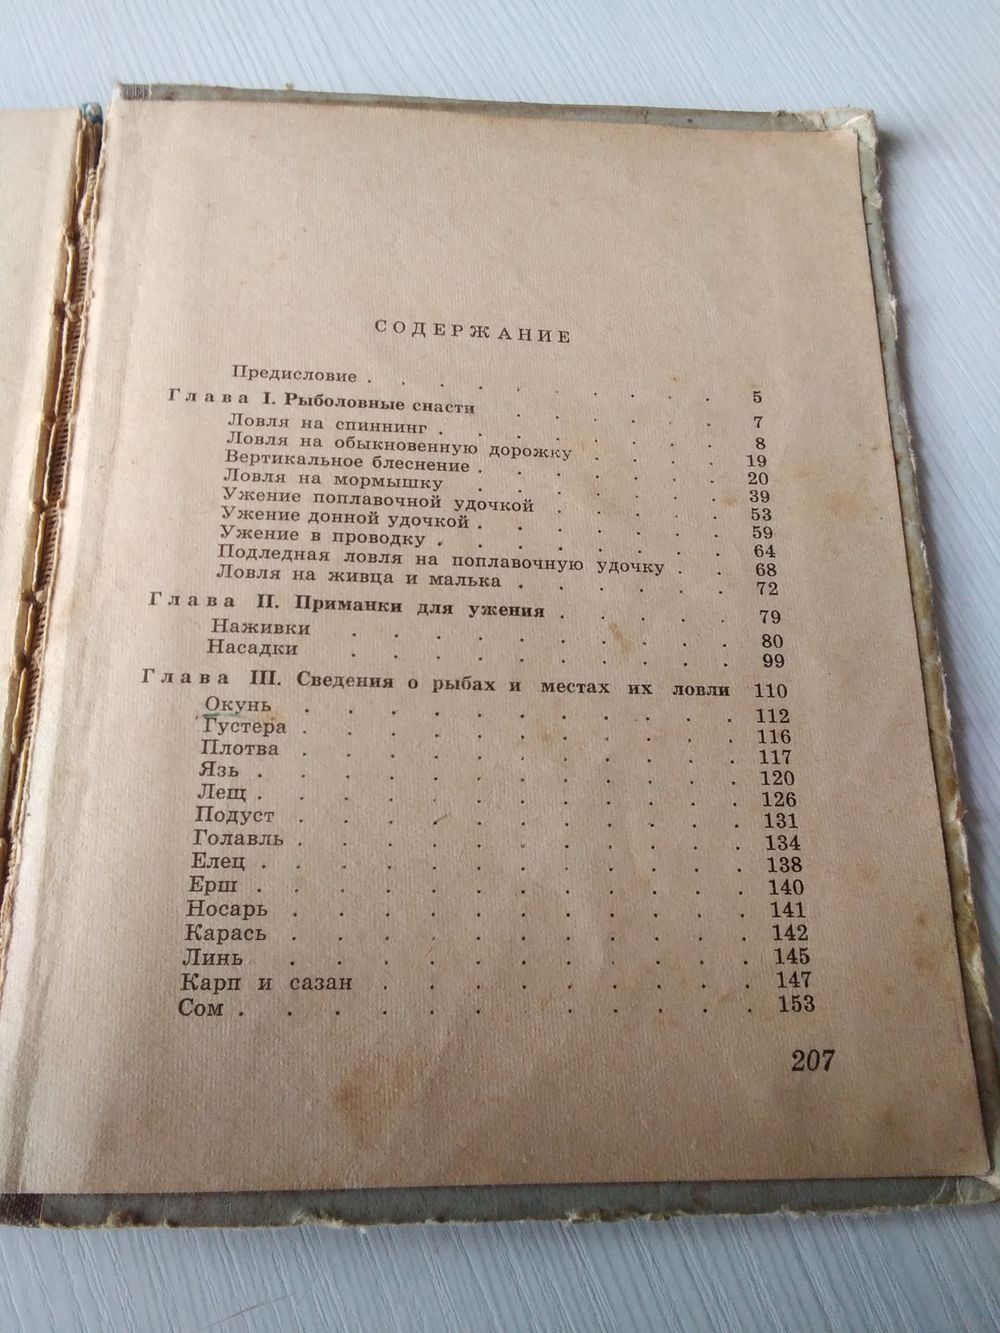 СОДЕРЖАНИЕ
Предисловие . . . . . . . . . . 5
Глава I. Рыболовные снасти . . . . . 7
Ловля на спиннинг . . . . . . . . 8
Ловля на обыкновенную дорожку . . . . 19
Вертикальное блеснение . . . . . . . 20
Ловля на мормышку . . . . . . . 39
Ужение поплавочной удочкой . . . . . 53
Ужение донной удочкой . . . . . . . 59
Ужение в проводку . . . . . . . . 64
Подледная ловля на поплавочную удочку . . 68
Ловля на живца и малька . . . . . . 72
Глава II. Приманки для ужения . . . . . 79
Наживки . . . . . . . . . 80
Насадки . . . . . . . . . 99
Глава III. Сведения о рыбах и местах их ловли 110
Окунь . . . . . . . . . . 112
Густера . . . . . . . . . . 116
Плотва . . . . . . . . . . 117
Язь . . . . . . . . . . . 120
Лещ . . . . . . . . . . . 126
Подуст . . . . . . . . . . 131
Голавль . . . . . . . . . . 134
Елец . . . . . . . . . . . 138
Ерш . . . . . . . . . . . 140
Носарь . . . . . . . . . . 141
Карась . . . . . . . . . . 142
Линь . . . . . . . . . . 145
Карп и сазан . . . . . . . . 147
Сом . . . . . . . . . . . 153
207